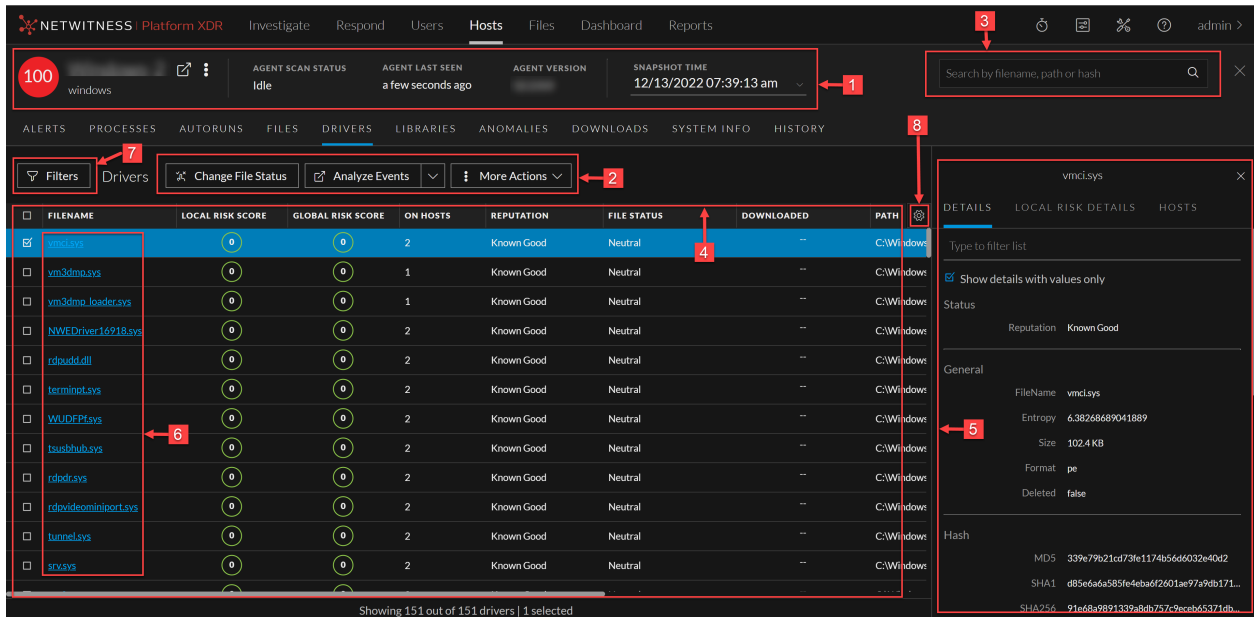 NETWITNESS | Platform XDR Investigate Respond Users Hosts Files Dashboard Reports admin >
3
100 windows AGENT SCAN STATUS AGENT LAST SEEN AGENT VERSION SNAPSHOT TIME
Idle a few seconds ago 12/13/2022 07:39:13 am
1
Search by filename, path or hash
ALERTS PROCESSES AUTORUNS FILES DRIVERS LIBRARIES ANOMALIES DOWNLOADS SYSTEM INFO HISTORY
8
7
Filters Drivers Change File Status Analyze Events More Actions
2
FILENAME LOCAL RISK SCORE GLOBAL RISK SCORE ON HOSTS REPUTATION FILE STATUS DOWNLOADED PATH
vmci.sys 0 0 2 Known Good Neutral -- C:\Windows
4
vm3dmp.sys 0 0 1 Known Good Neutral -- C:\Windows
vm3dmp_loader.sys 0 0 1 Known Good Neutral -- C:\Windows
NWEDriver16918.sys 0 0 2 Known Good Neutral -- C:\Windows
rdpudd.dll 0 0 2 Known Good Neutral -- C:\Windows
terminpt.sys 0 0 2 Known Good Neutral -- C:\Windows
WUDFPf.sys 0 0 2 Known Good Neutral -- C:\Windows
6
tsusbhub.sys 0 0 2 Known Good Neutral -- C:\Windows
rdpdr.sys 0 0 2 Known Good Neutral -- C:\Windows
rdpvideominiport.sys 0 0 2 Known Good Neutral -- C:\Windows
tunnel.sys 0 0 2 Known Good Neutral -- C:\Windows
srv.sys 0 0 2 Known Good Neutral -- C:\Windows
Showing 151 out of 151 drivers | 1 selected
vmci.sys
DETAILS LOCAL RISK DETAILS HOSTS
Type to filter list
Show details with values only
Status
Reputation Known Good
General
FileName vmci.sys
Entropy 6.38268689041889
5
Size 102.4 KB
Format pe
Deleted false
Hash
MD5 339e79b21cd73fe1174b56d6032e40d2
SHA1 d85e6a6a585fe4eba6f2601ae97a9db171...
SHA256 91e68a9891339a8db757c9eceb65371db...